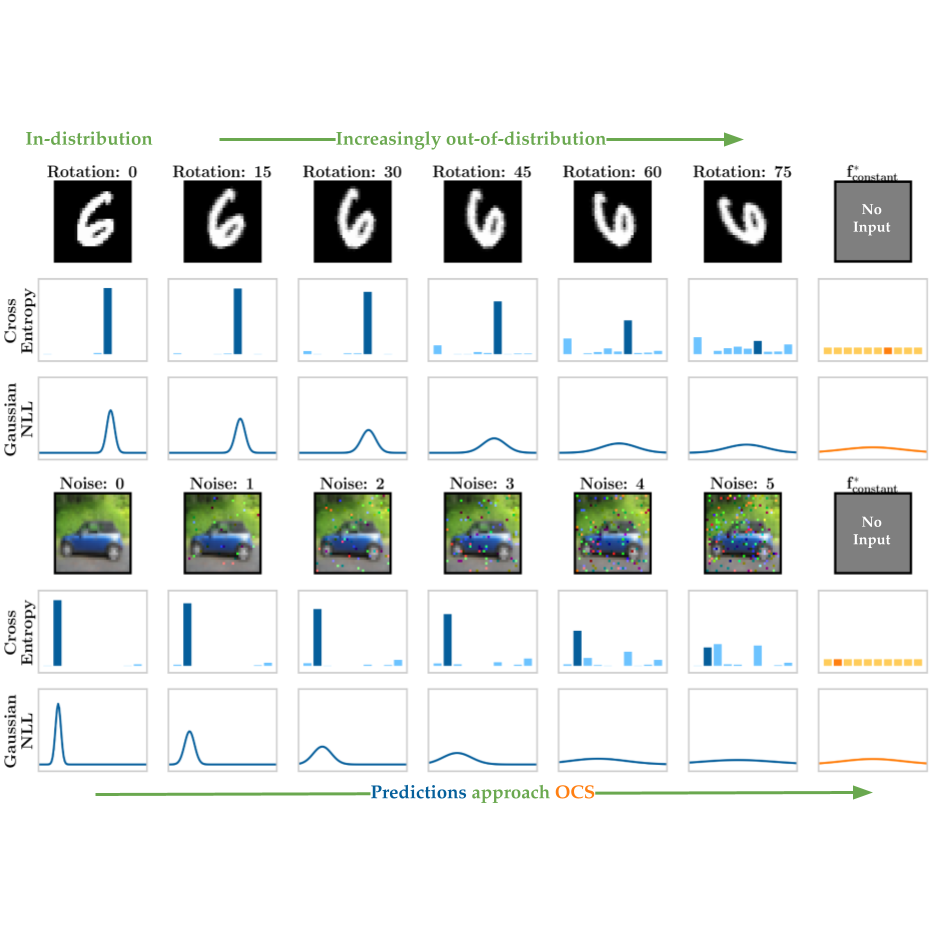 In-distribution
Increasingly out-of-distribution
Rotation: 0
Rotation: 15
Rotation: 30
Rotation: 45
Rotation: 60
Rotation: 75
f*constant
No
Input
Cross
Entropy
Gaussian
NLL
Noise: 0
Noise: 1
Noise: 2
Noise: 3
Noise: 4
Noise: 5
f*constant
No
Input
Cross
Entropy
Gaussian
NLL
Predictions approach OCS